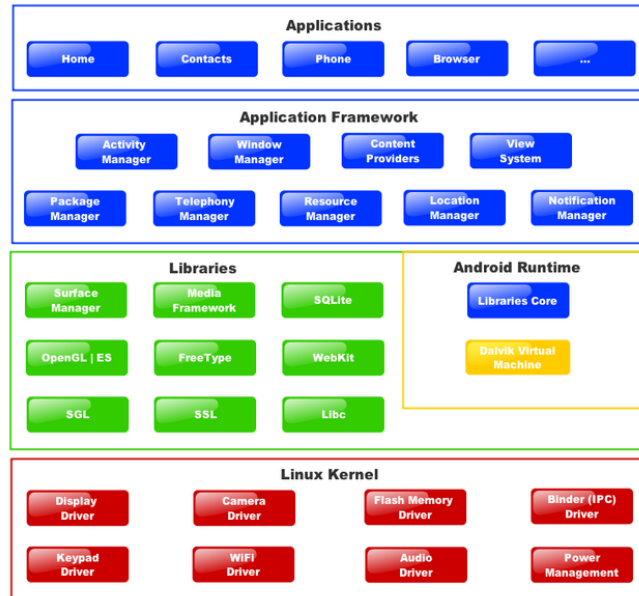 Applications
Home
Contacts
Phone
Browser
...
Application Framework
Activity
Manager
Window
Manager
Content
Providers
View
System
Package
Manager
Telephony
Manager
Resource
Manager
Location
Manager
Notification
Manager
Libraries
Surface
Manager
Media
Framework
SQLite
OpenGL | ES
FreeType
WebKit
SGL
SSL
Libc
Android Runtime
Libraries Core
Dalvik Virtual
Machine
Linux Kernel
Display
Driver
Camera
Driver
Flash Memory
Driver
Binder (IPC)
Driver
Keypad
Driver
WiFi
Driver
Audio
Driver
Power
Management